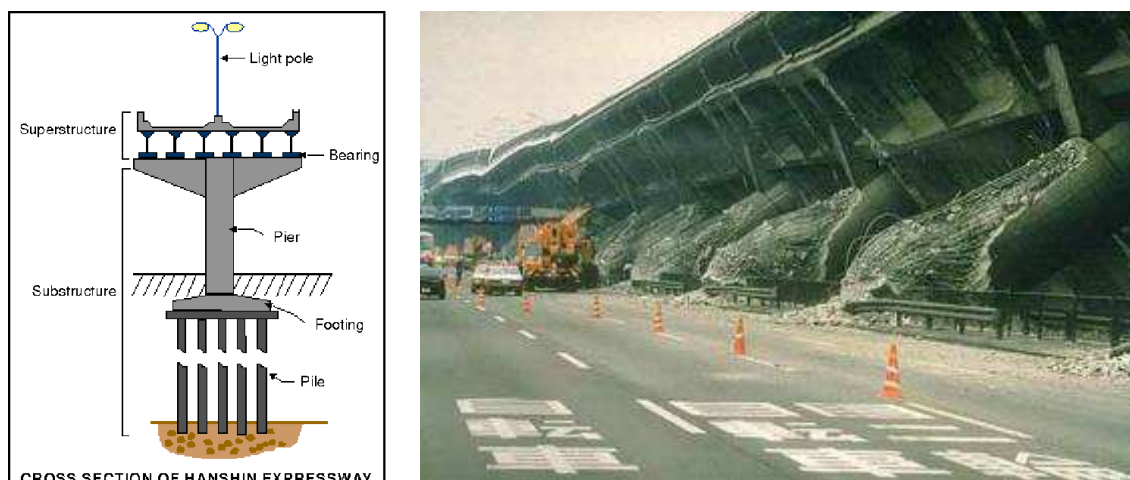 Light pole
Superstructure
Bearing
Pier
Substructure
Footing
Pile
CROSS SECTION OF HANSHIN EXPRESSWAY